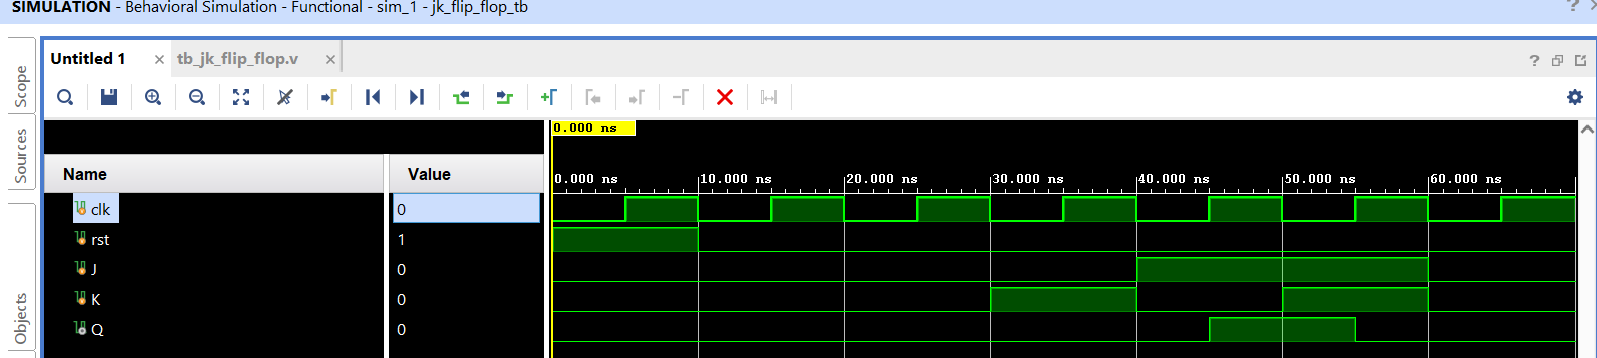 SIMULATION - Behavioral Simulation - Functional - sim_1 - jk_flip_flop_tb
?
Untitled 1 × tb_jk_flip_flop.v × ?
Scope
Sources
Objects
0.000 ns
Name Value
0.000 ns 10.000 ns 20.000 ns 30.000 ns 40.000 ns 50.000 ns 60.000 ns
clk 0
rst 1
J 0
K 0
Q 0